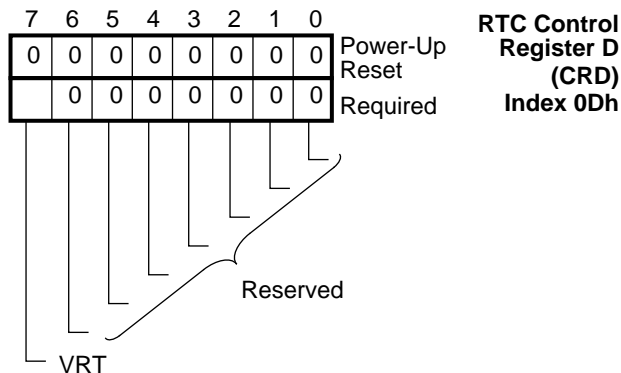 7 6 5 4 3 2 1 0
RTC Control
Register D
(CRD)
Index 0Dh
0 0 0 0 0 0 0 0
Power-Up
Reset
0 0 0 0 0 0 0
Required
Reserved
VRT